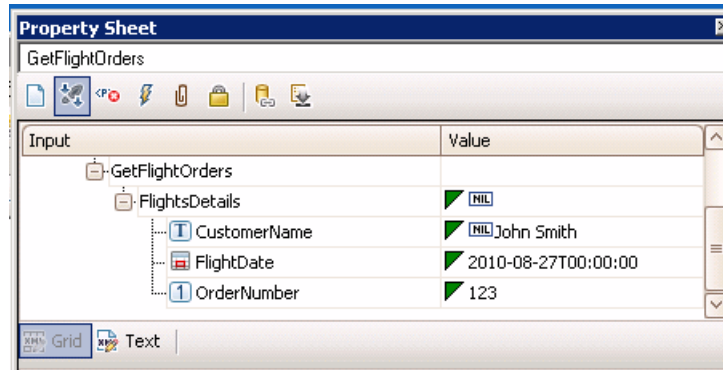 Property Sheet
GetFlightOrders
<P>
Input Value
GetFlightOrders
FlightsDetails NIL
T CustomerName NIL John Smith
FlightDate 2010-08-27T00:00:00
1 OrderNumber 123
Grid Text